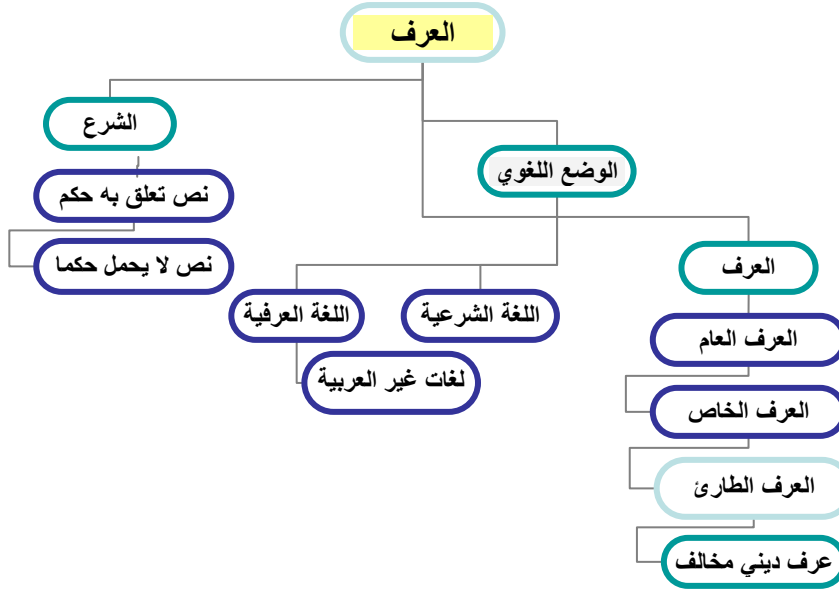 العرف
الشرع
الوضع اللغوي
نص تعلق به حكم
نص لا يحمل حكما
العرف
اللغة الشرعية
اللغة العرفية
لغات غير العربية
العرف العام
العرف الخاص
العرف الطارئ
عرف ديني مخالف